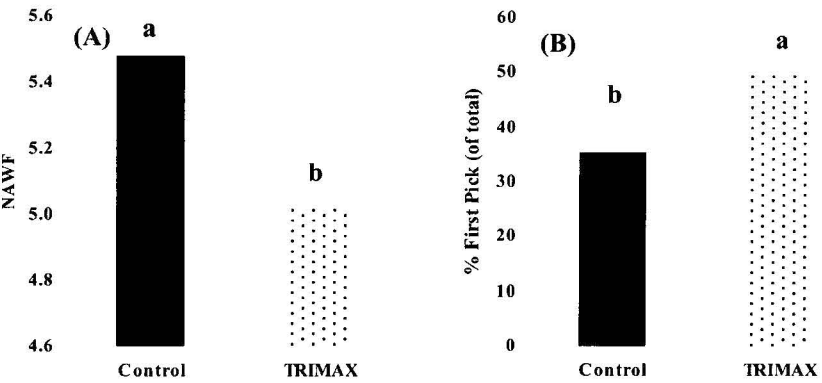 (A)
a
b
5.6
5.4
5.2
5.0
4.8
4.6
NAWF
Control TRIMAX
(B)
b
a
60
50
40
30
20
10
0
% First Pick (of total)
Control TRIMAX